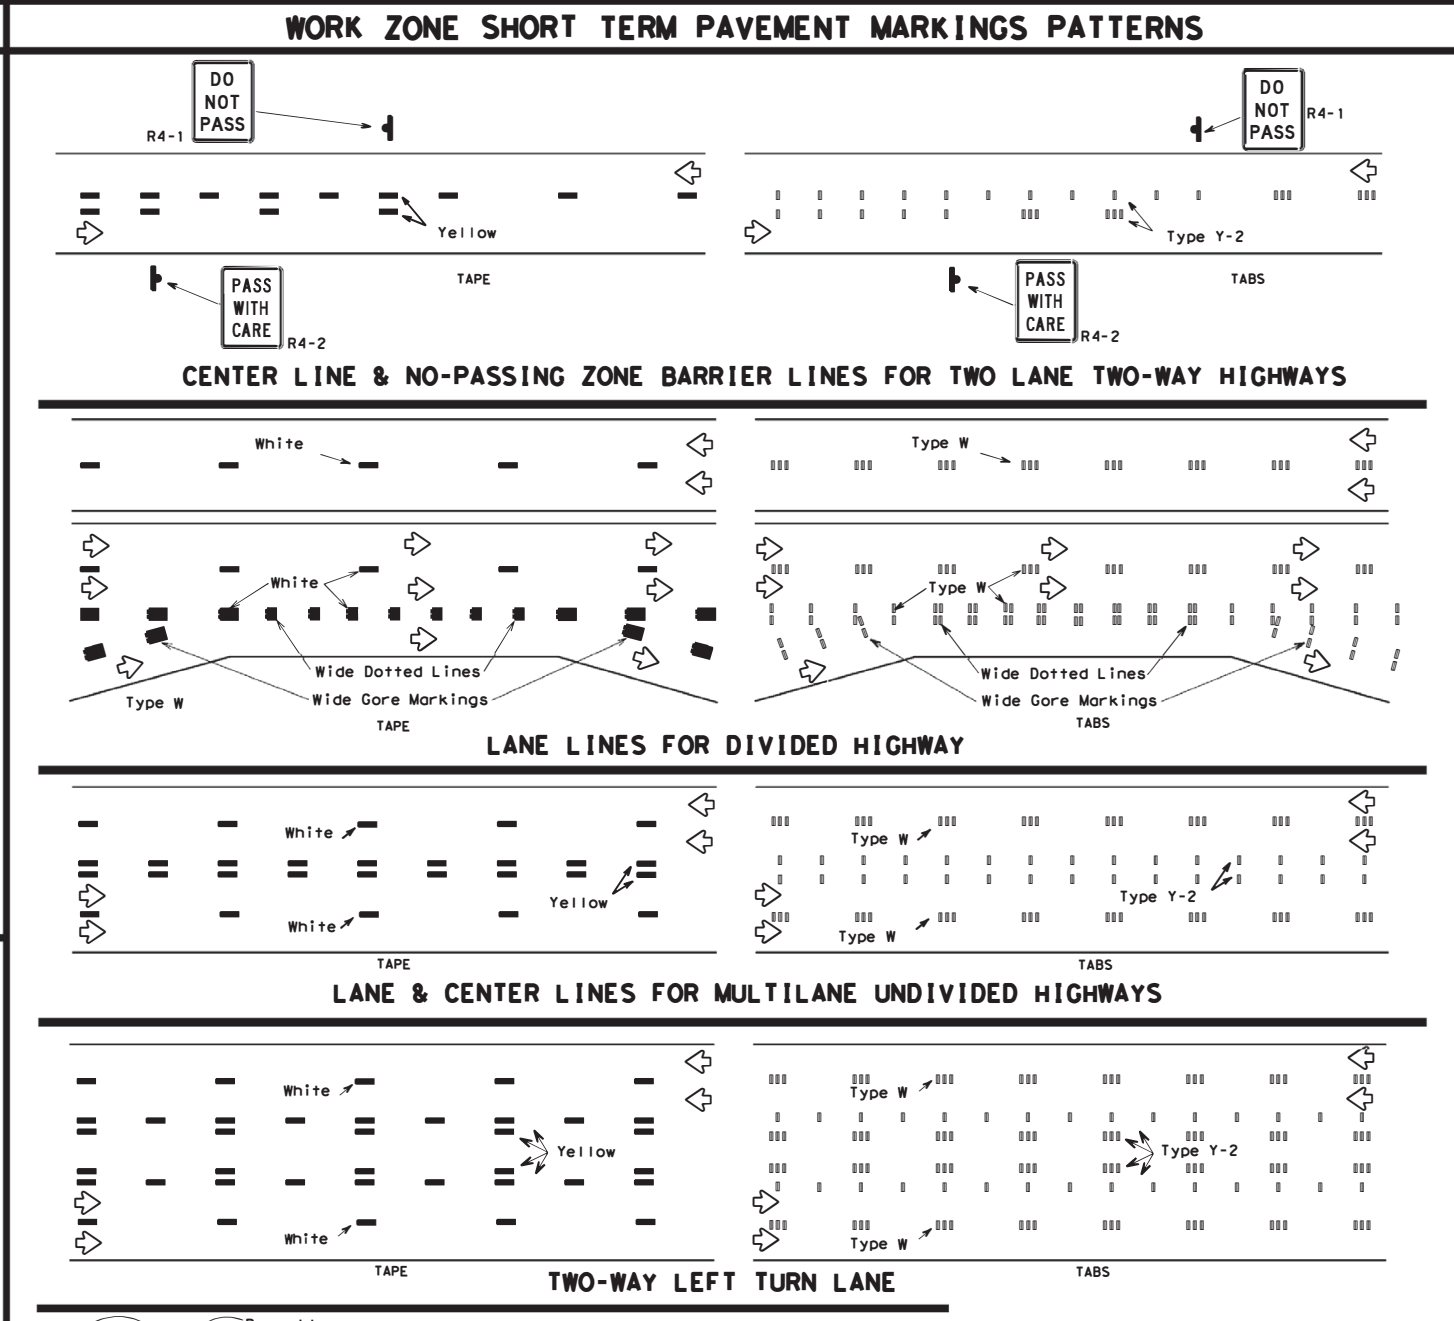 WORK ZONE SHORT TERM PAVEMENT MARKINGS PATTERNS
DO
NOT
PASS
R4-1
DO
NOT
PASS
R4-1
Yellow
Type Y-2
TAPE
TABS
PASS
WITH
CARE
R4-2
PASS
WITH
CARE
R4-2
CENTER LINE & NO-PASSING ZONE BARRIER LINES FOR TWO LANE TWO-WAY HIGHWAYS
White
Type W
White
Type W
Wide Dotted Lines
Wide Dotted Lines
Wide Gore Markings
Wide Gore Markings
Type W
TAPE
TABS
LANE LINES FOR DIVIDED HIGHWAY
White
Type W
Yellow
Type Y-2
White
Type W
TAPE
TABS
LANE & CENTER LINES FOR MULTILANE UNDIVIDED HIGHWAYS
White
Type W
Yellow
Type Y-2
White
Type W
TAPE
TABS
TWO-WAY LEFT TURN LANE